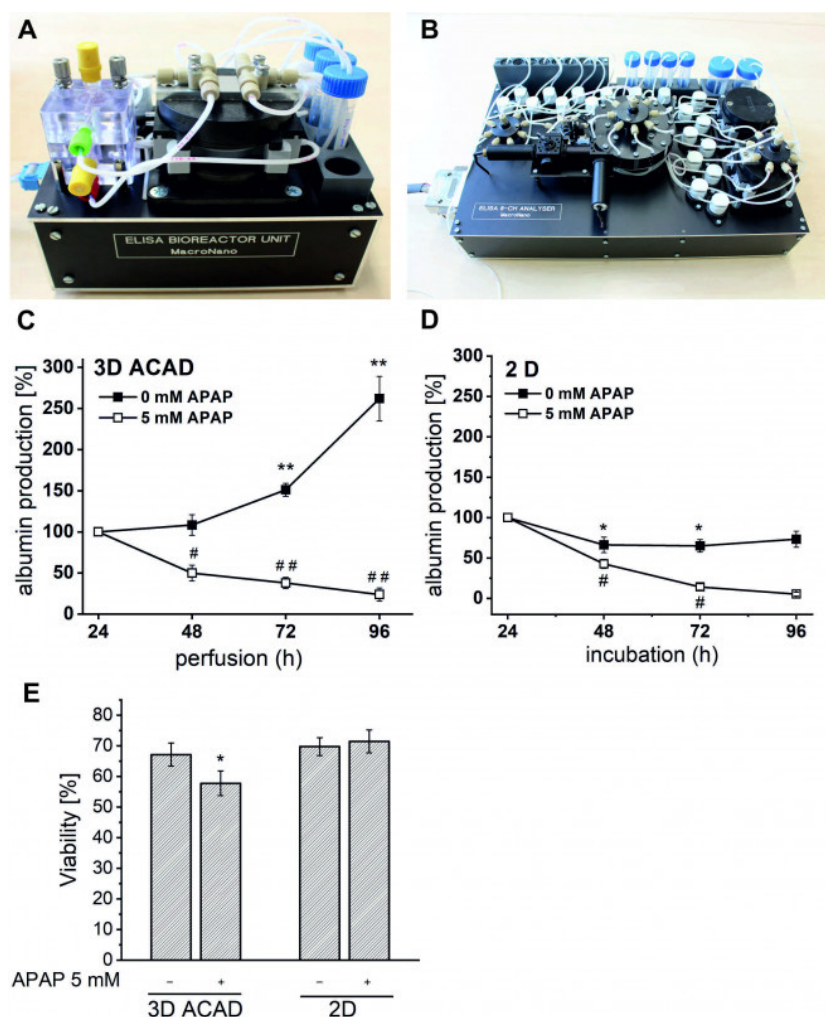 A
B
ELISA BIOREACTOR UNIT
MacroNano
ELISA 8-CH ANALYSER
MacroNano
C
D
3D ACAD
0 mM APAP
5 mM APAP
**
**
#
##
##
300
250
200
150
100
50
0
albumin production [%]
24 48 72 96
perfusion (h)
2 D
0 mM APAP
5 mM APAP
*
*
#
#
300
250
200
150
100
50
0
albumin production [%]
24 48 72 96
incubation (h)
E
80
70
60
50
40
30
20
10
0
Viability [%]
*
APAP 5 mM – + – +
3D ACAD 2D